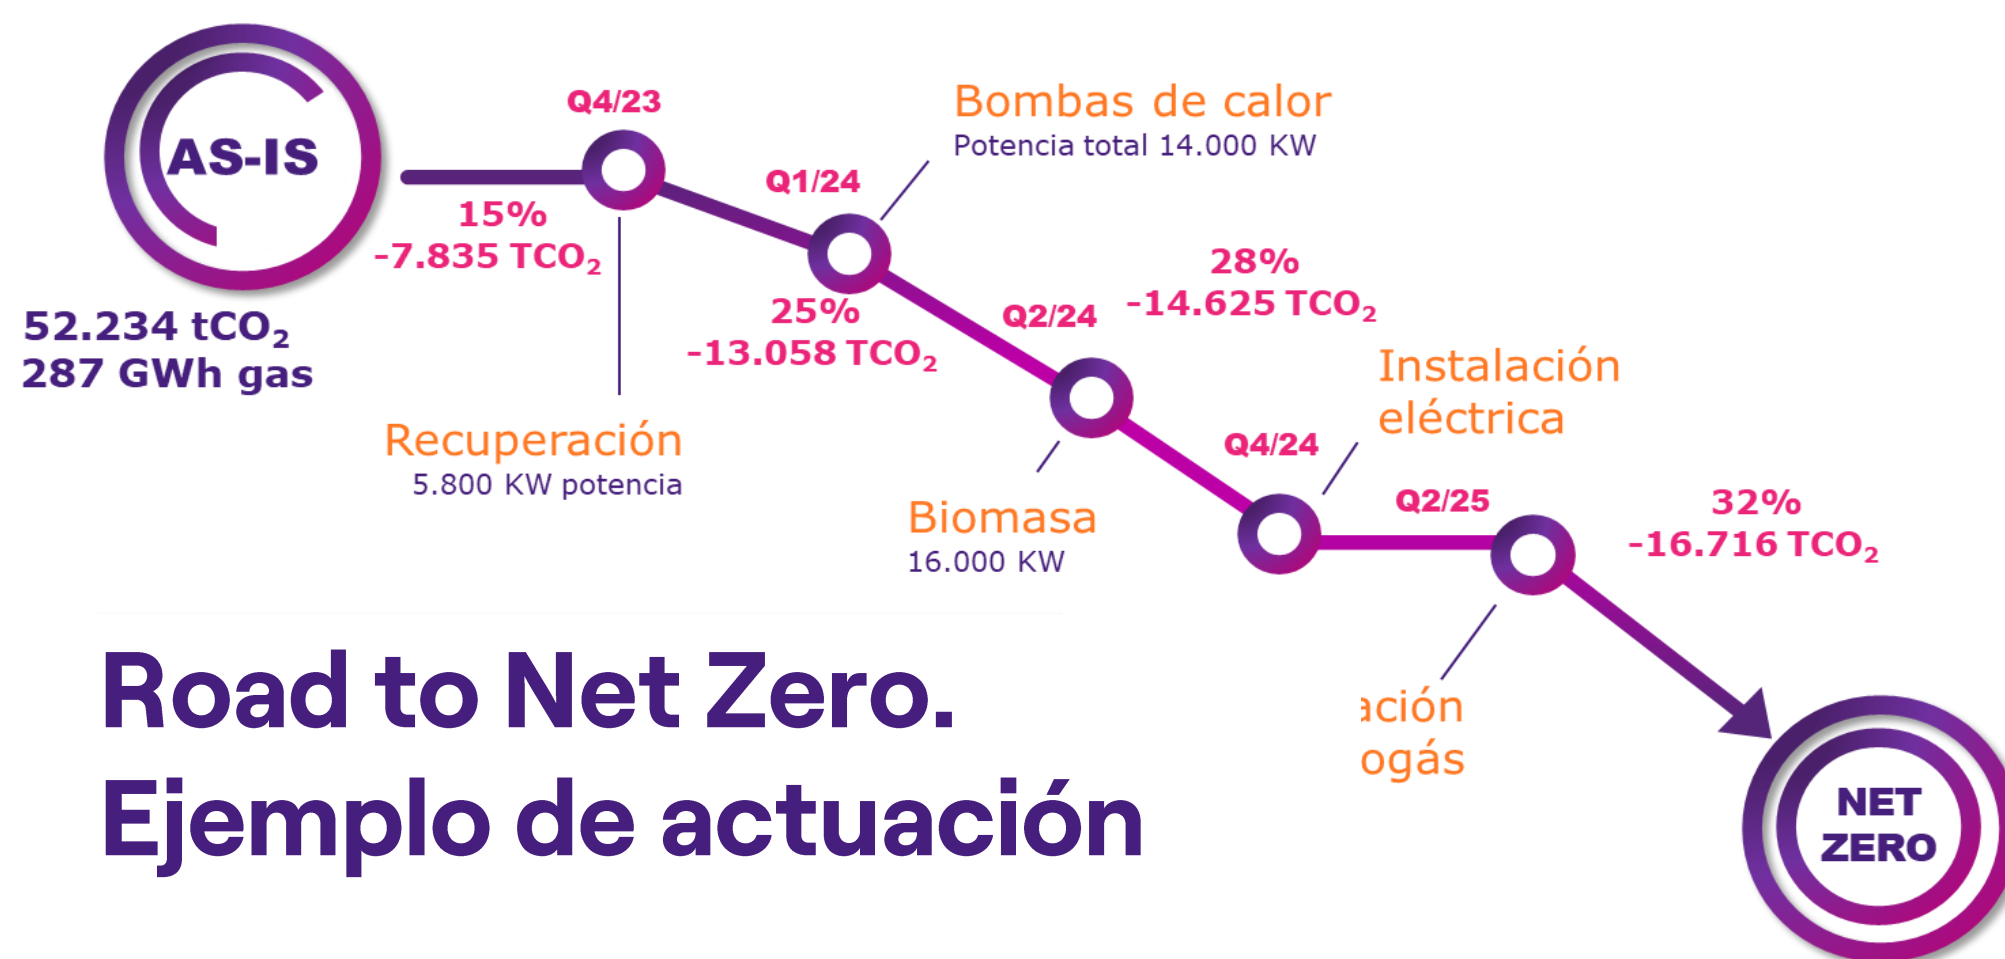 AS-IS
52.234 tCO₂
287 GWh gas
Q4/23
15%
-7.835 TCO₂
Recuperación
5.800 KW potencia
Q1/24
Bombas de calor
Potencia total 14.000 KW
25%
-13.058 TCO₂
Q2/24
28%
-14.625 TCO₂
Biomasa
16.000 KW
Q4/24
Instalación
eléctrica
Q2/25
32%
-16.716 TCO₂
ación
ogás
NET
ZERO
Road to Net Zero.
Ejemplo de actuación